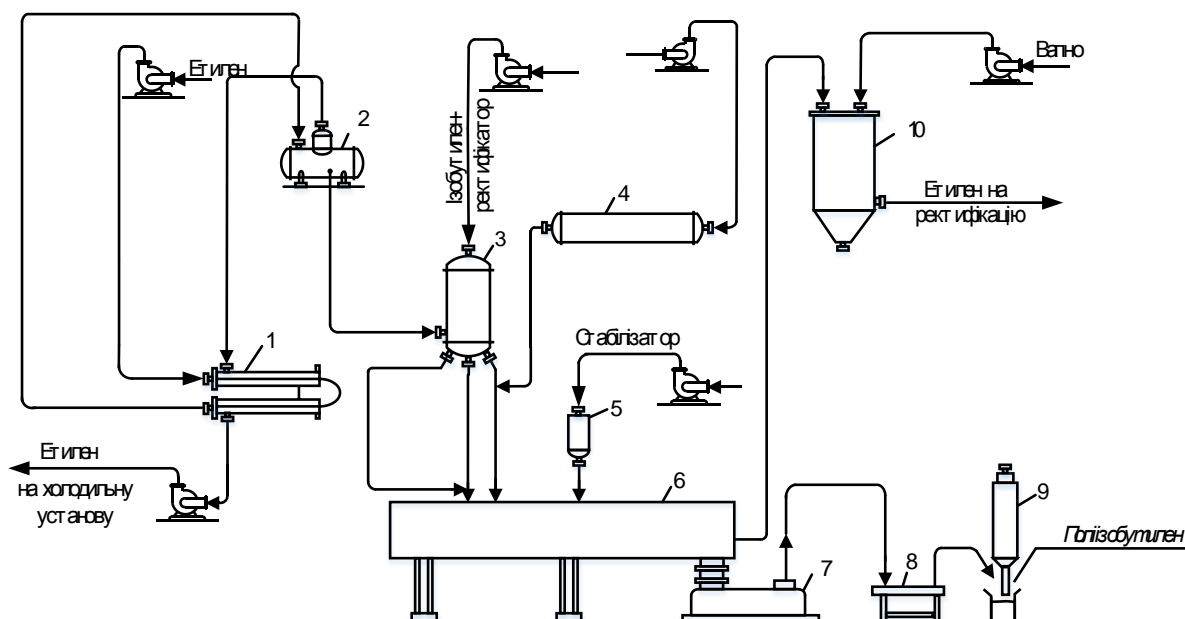 Етилен
2
Ізобутилен-
ректифікатор
3
4
Вапно
10
Етилен на
ректифікацію
1
Стабілізатор
5
Етилен
на холодильну
установу
6
7
8
9
Поліізобутилен